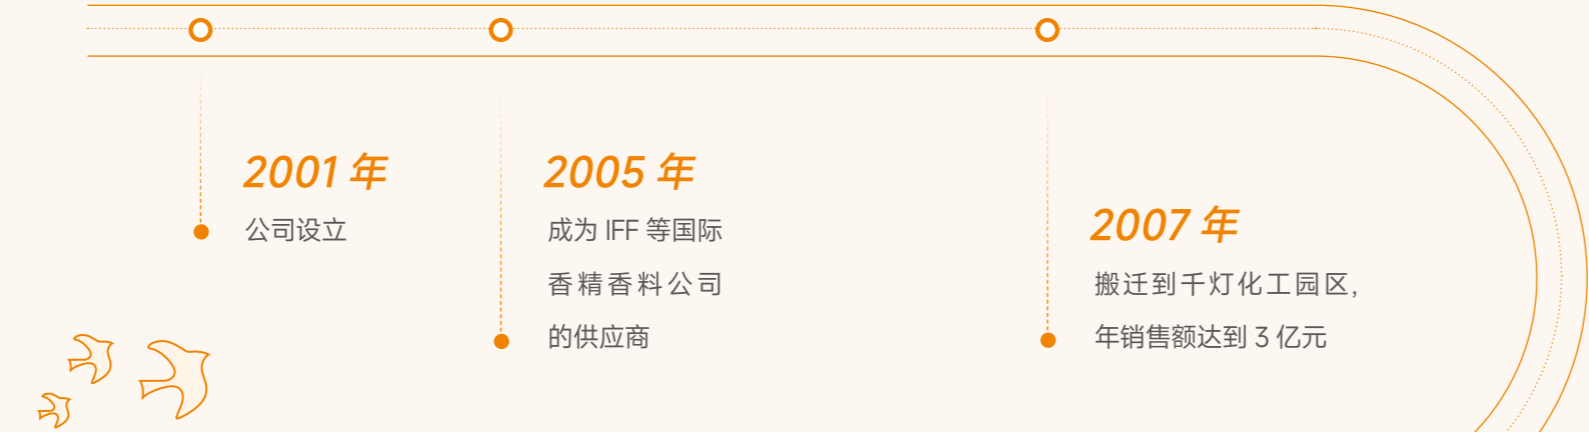 2001 年
公司设立
2005 年
成为 IFF 等国际
香精香料公司
的供应商
2007 年
搬迁到千灯化工园区,
年销售额达到 3 亿元